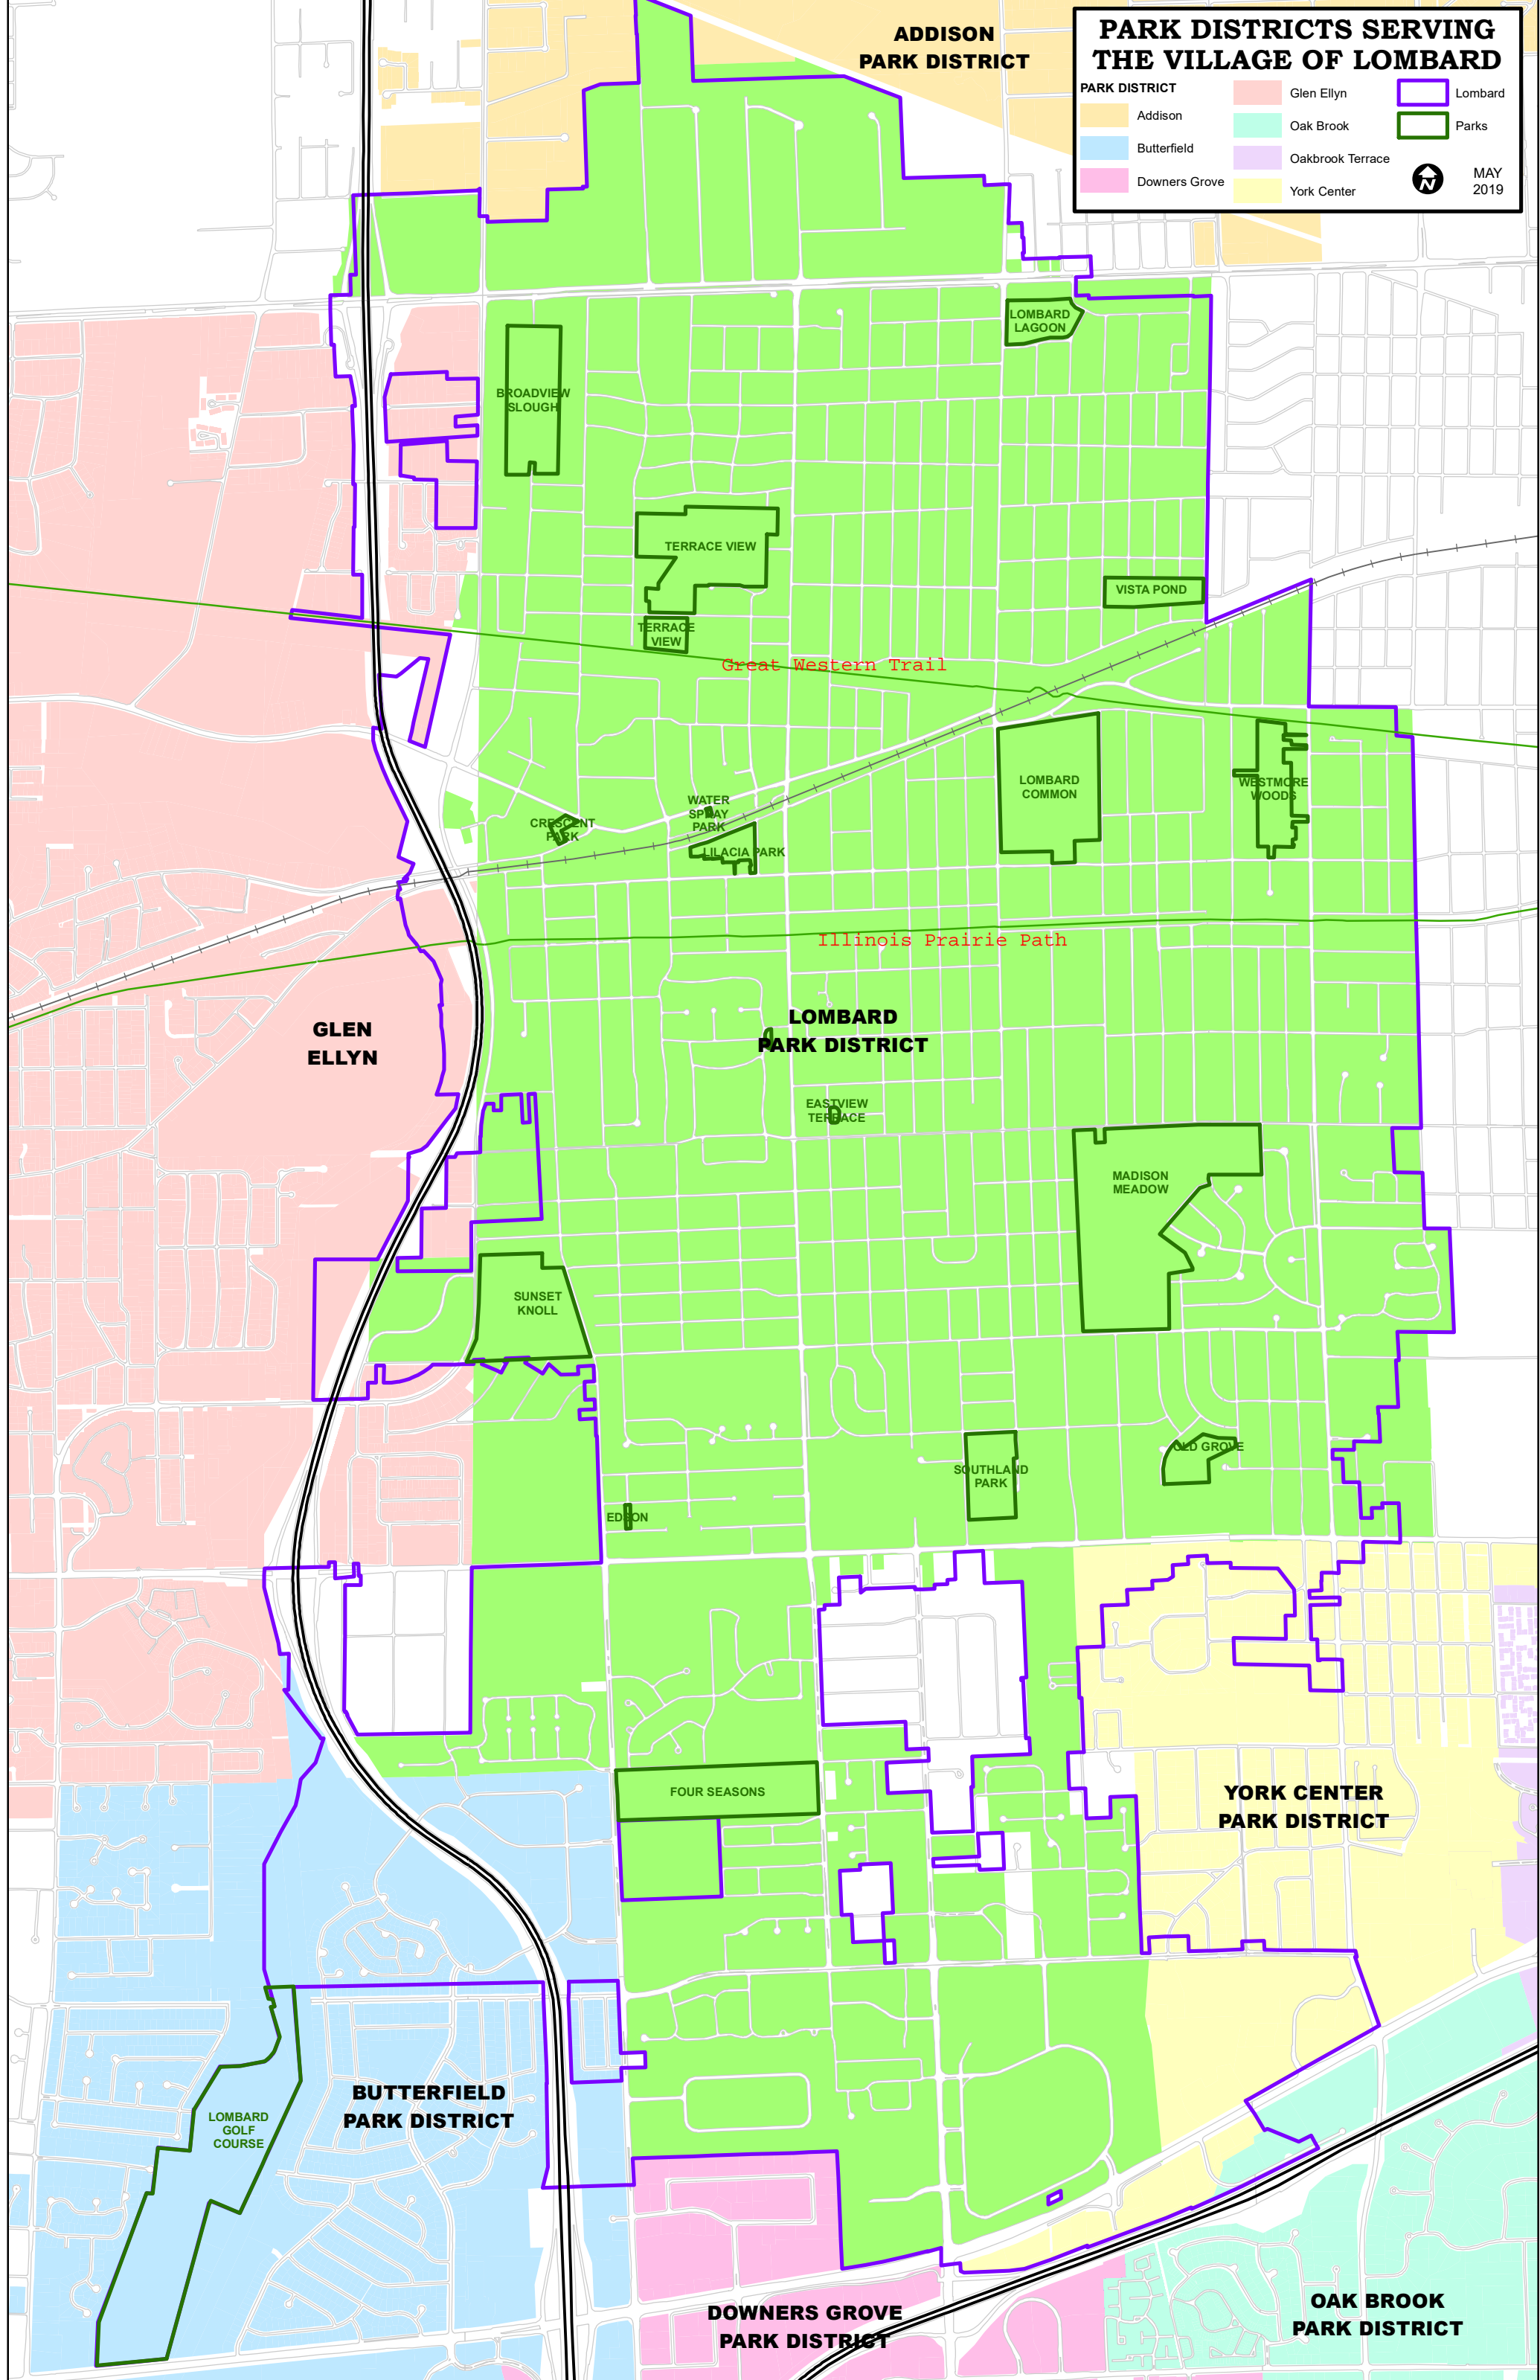 ADDISON
PARK DISTRICT
PARK DISTRICTS SERVING
THE VILLAGE OF LOMBARD
PARK DISTRICT
Addison
Butterfield
Downers Grove
Glen Ellyn
Oak Brook
Oakbrook Terrace
York Center
Lombard
Parks
N
MAY
2019
LOMBARD
LAGOON
BROADVIEW
SLOUGH
TERRACE VIEW
VISTA POND
TERRACE
VIEW
Great Western Trail
LOMBARD
COMMON
WESTMORE
WOODS
WATER
SPRAY
PARK
CRESCENT
PARK
LILACIA PARK
Illinois Prairie Path
GLEN
ELLYN
LOMBARD
PARK DISTRICT
EASTVIEW
TERRACE
MADISON
MEADOW
SUNSET
KNOLL
OLD GROVE
SOUTHLAND
PARK
EDSON
FOUR SEASONS
YORK CENTER
PARK DISTRICT
BUTTERFIELD
PARK DISTRICT
LOMBARD
GOLF
COURSE
OAK BROOK
PARK DISTRICT
DOWNERS GROVE
PARK DISTRICT